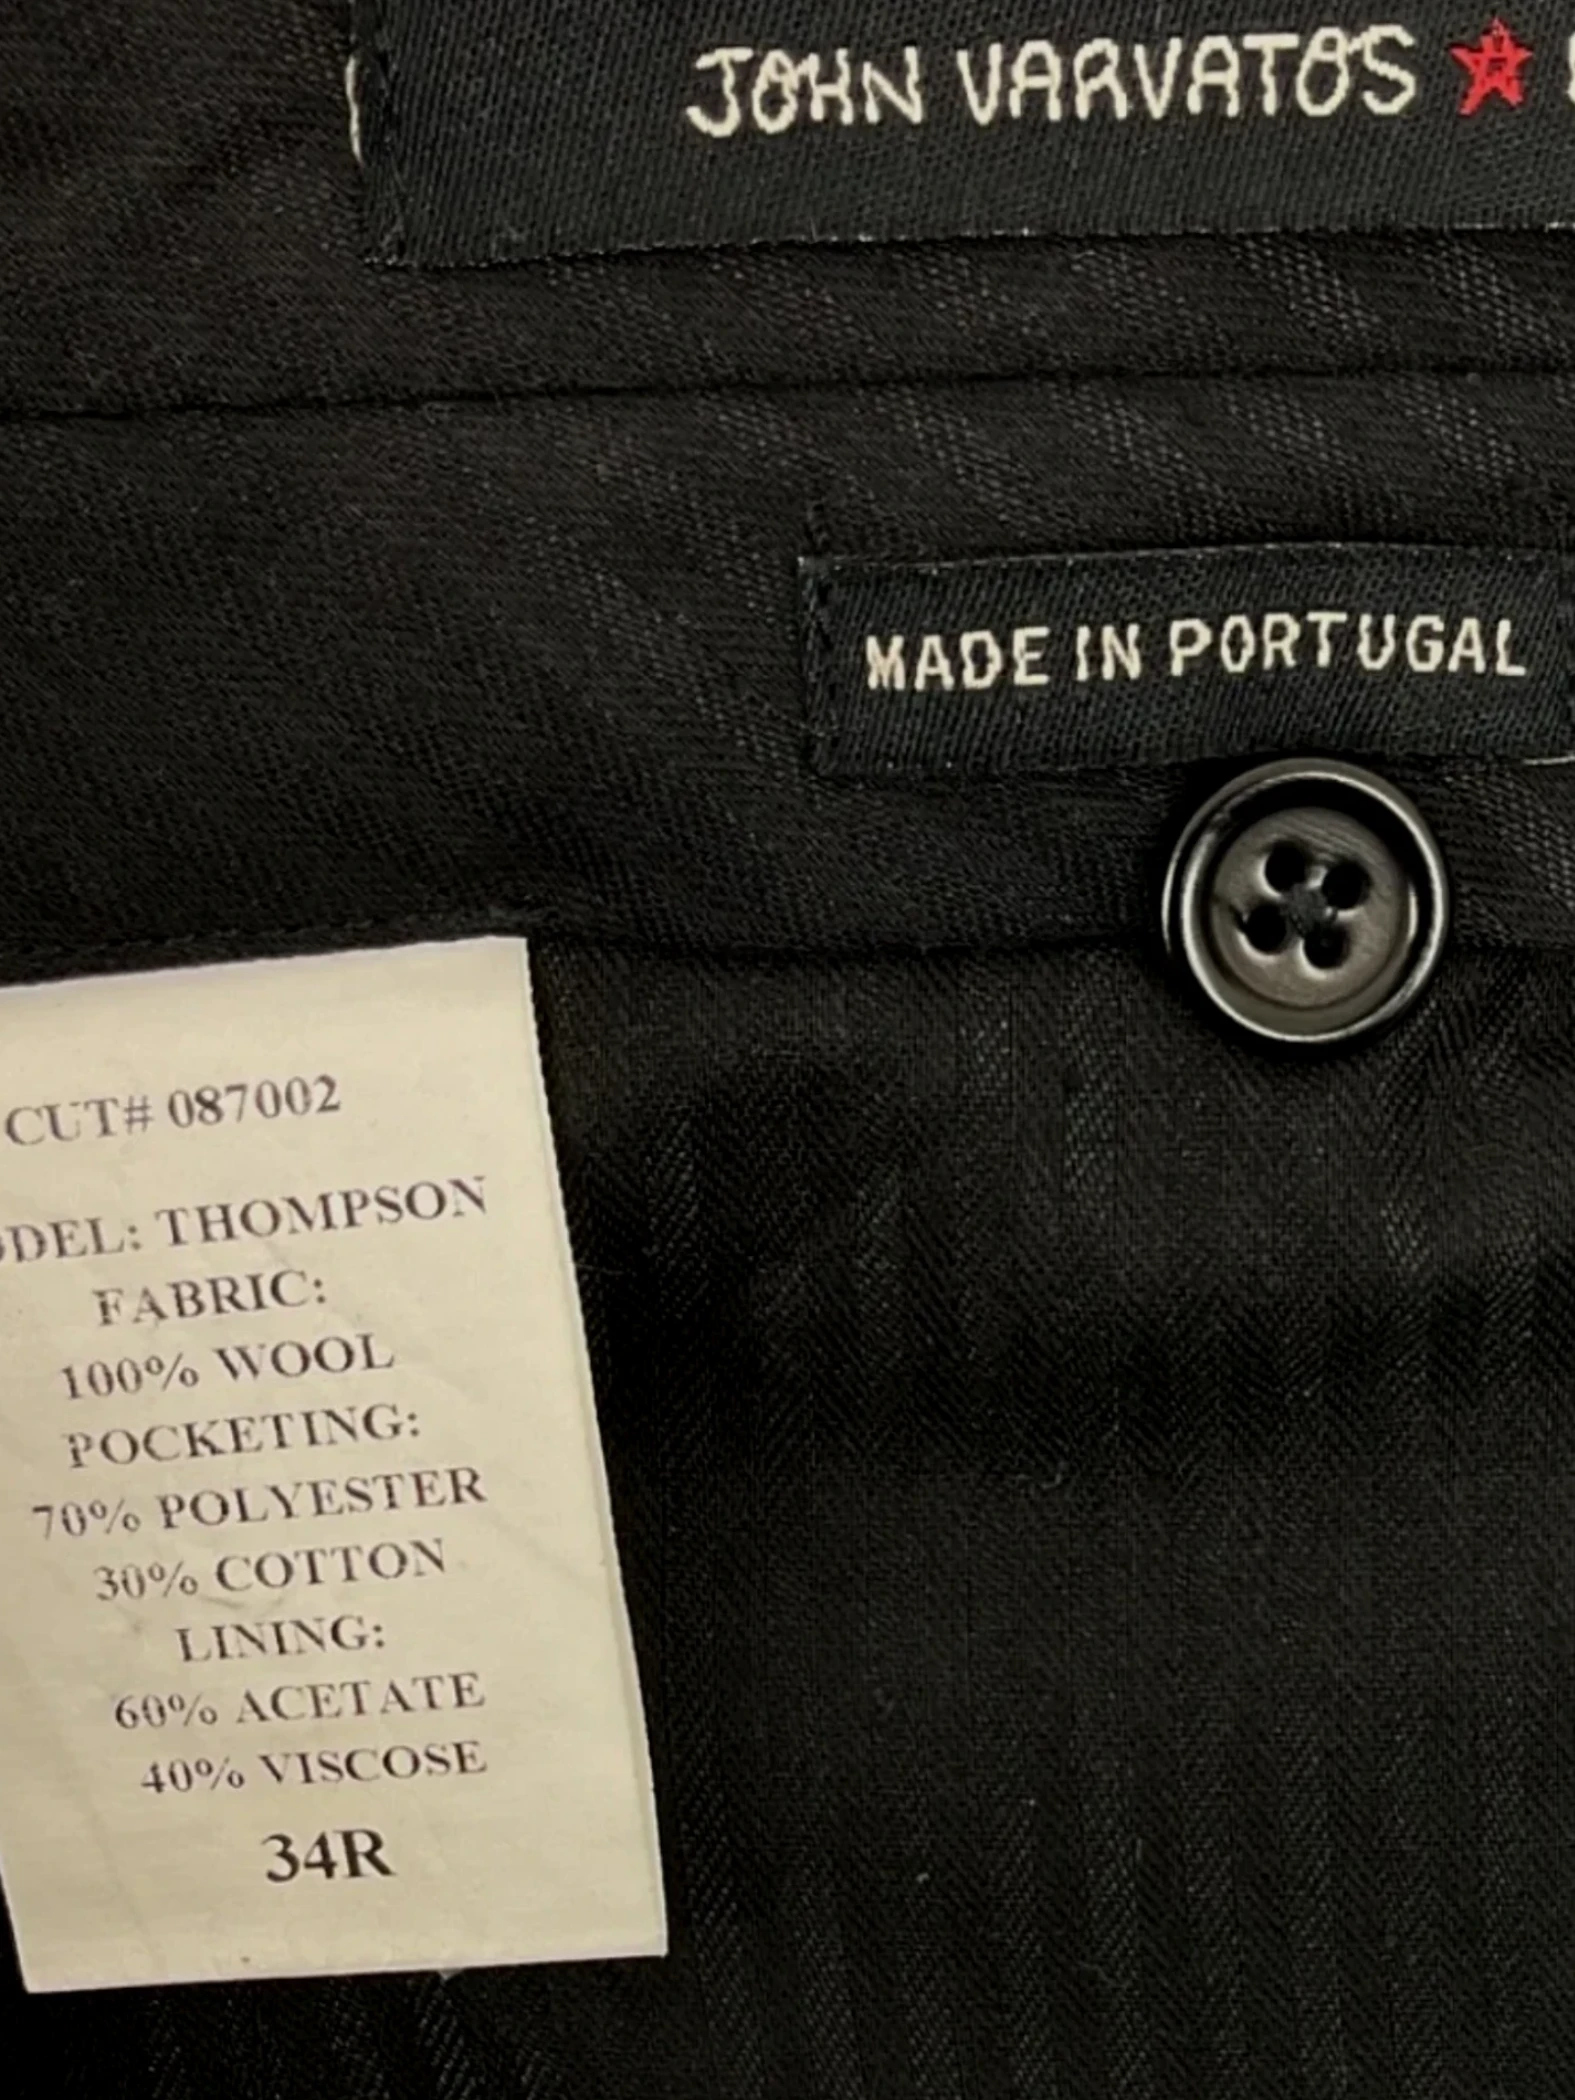 JOHN VARVATOS
MADE IN PORTUGAL
CUT# 087002
ODEL: THOMPSON
FABRIC:
100% WOOL
POCKETING:
70% POLYESTER
30% COTTON
LINING:
60% ACETATE
40% VISCOSE
34R